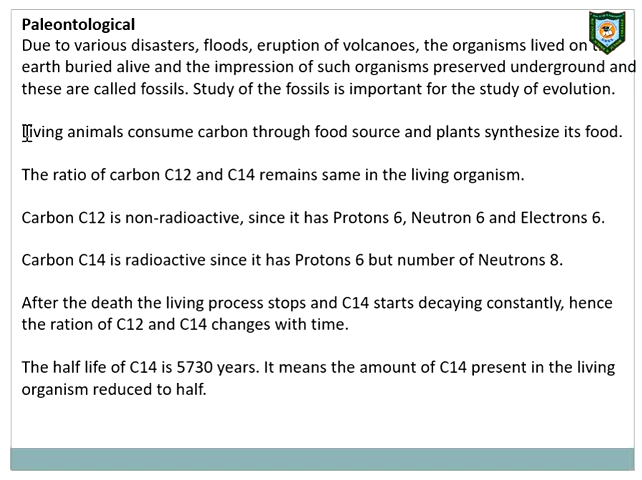 Paleontological
Due to various disasters, floods, eruption of volcanoes, the organisms lived on
earth buried alive and the impression of such organisms preserved underground and
these are called fossils. Study of the fossils is important for the study of evolution.
Living animals consume carbon through food source and plants synthesize its food.
The ratio of carbon C12 and C14 remains same in the living organism.
Carbon C12 is non-radioactive, since it has Protons 6, Neutron 6 and Electrons 6.
Carbon C14 is radioactive since it has Protons 6 but number of Neutrons 8.
After the death the living process stops and C14 starts decaying constantly, hence
the ration of C12 and C14 changes with time.
The half life of C14 is 5730 years. It means the amount of C14 present in the living
organism reduced to half.